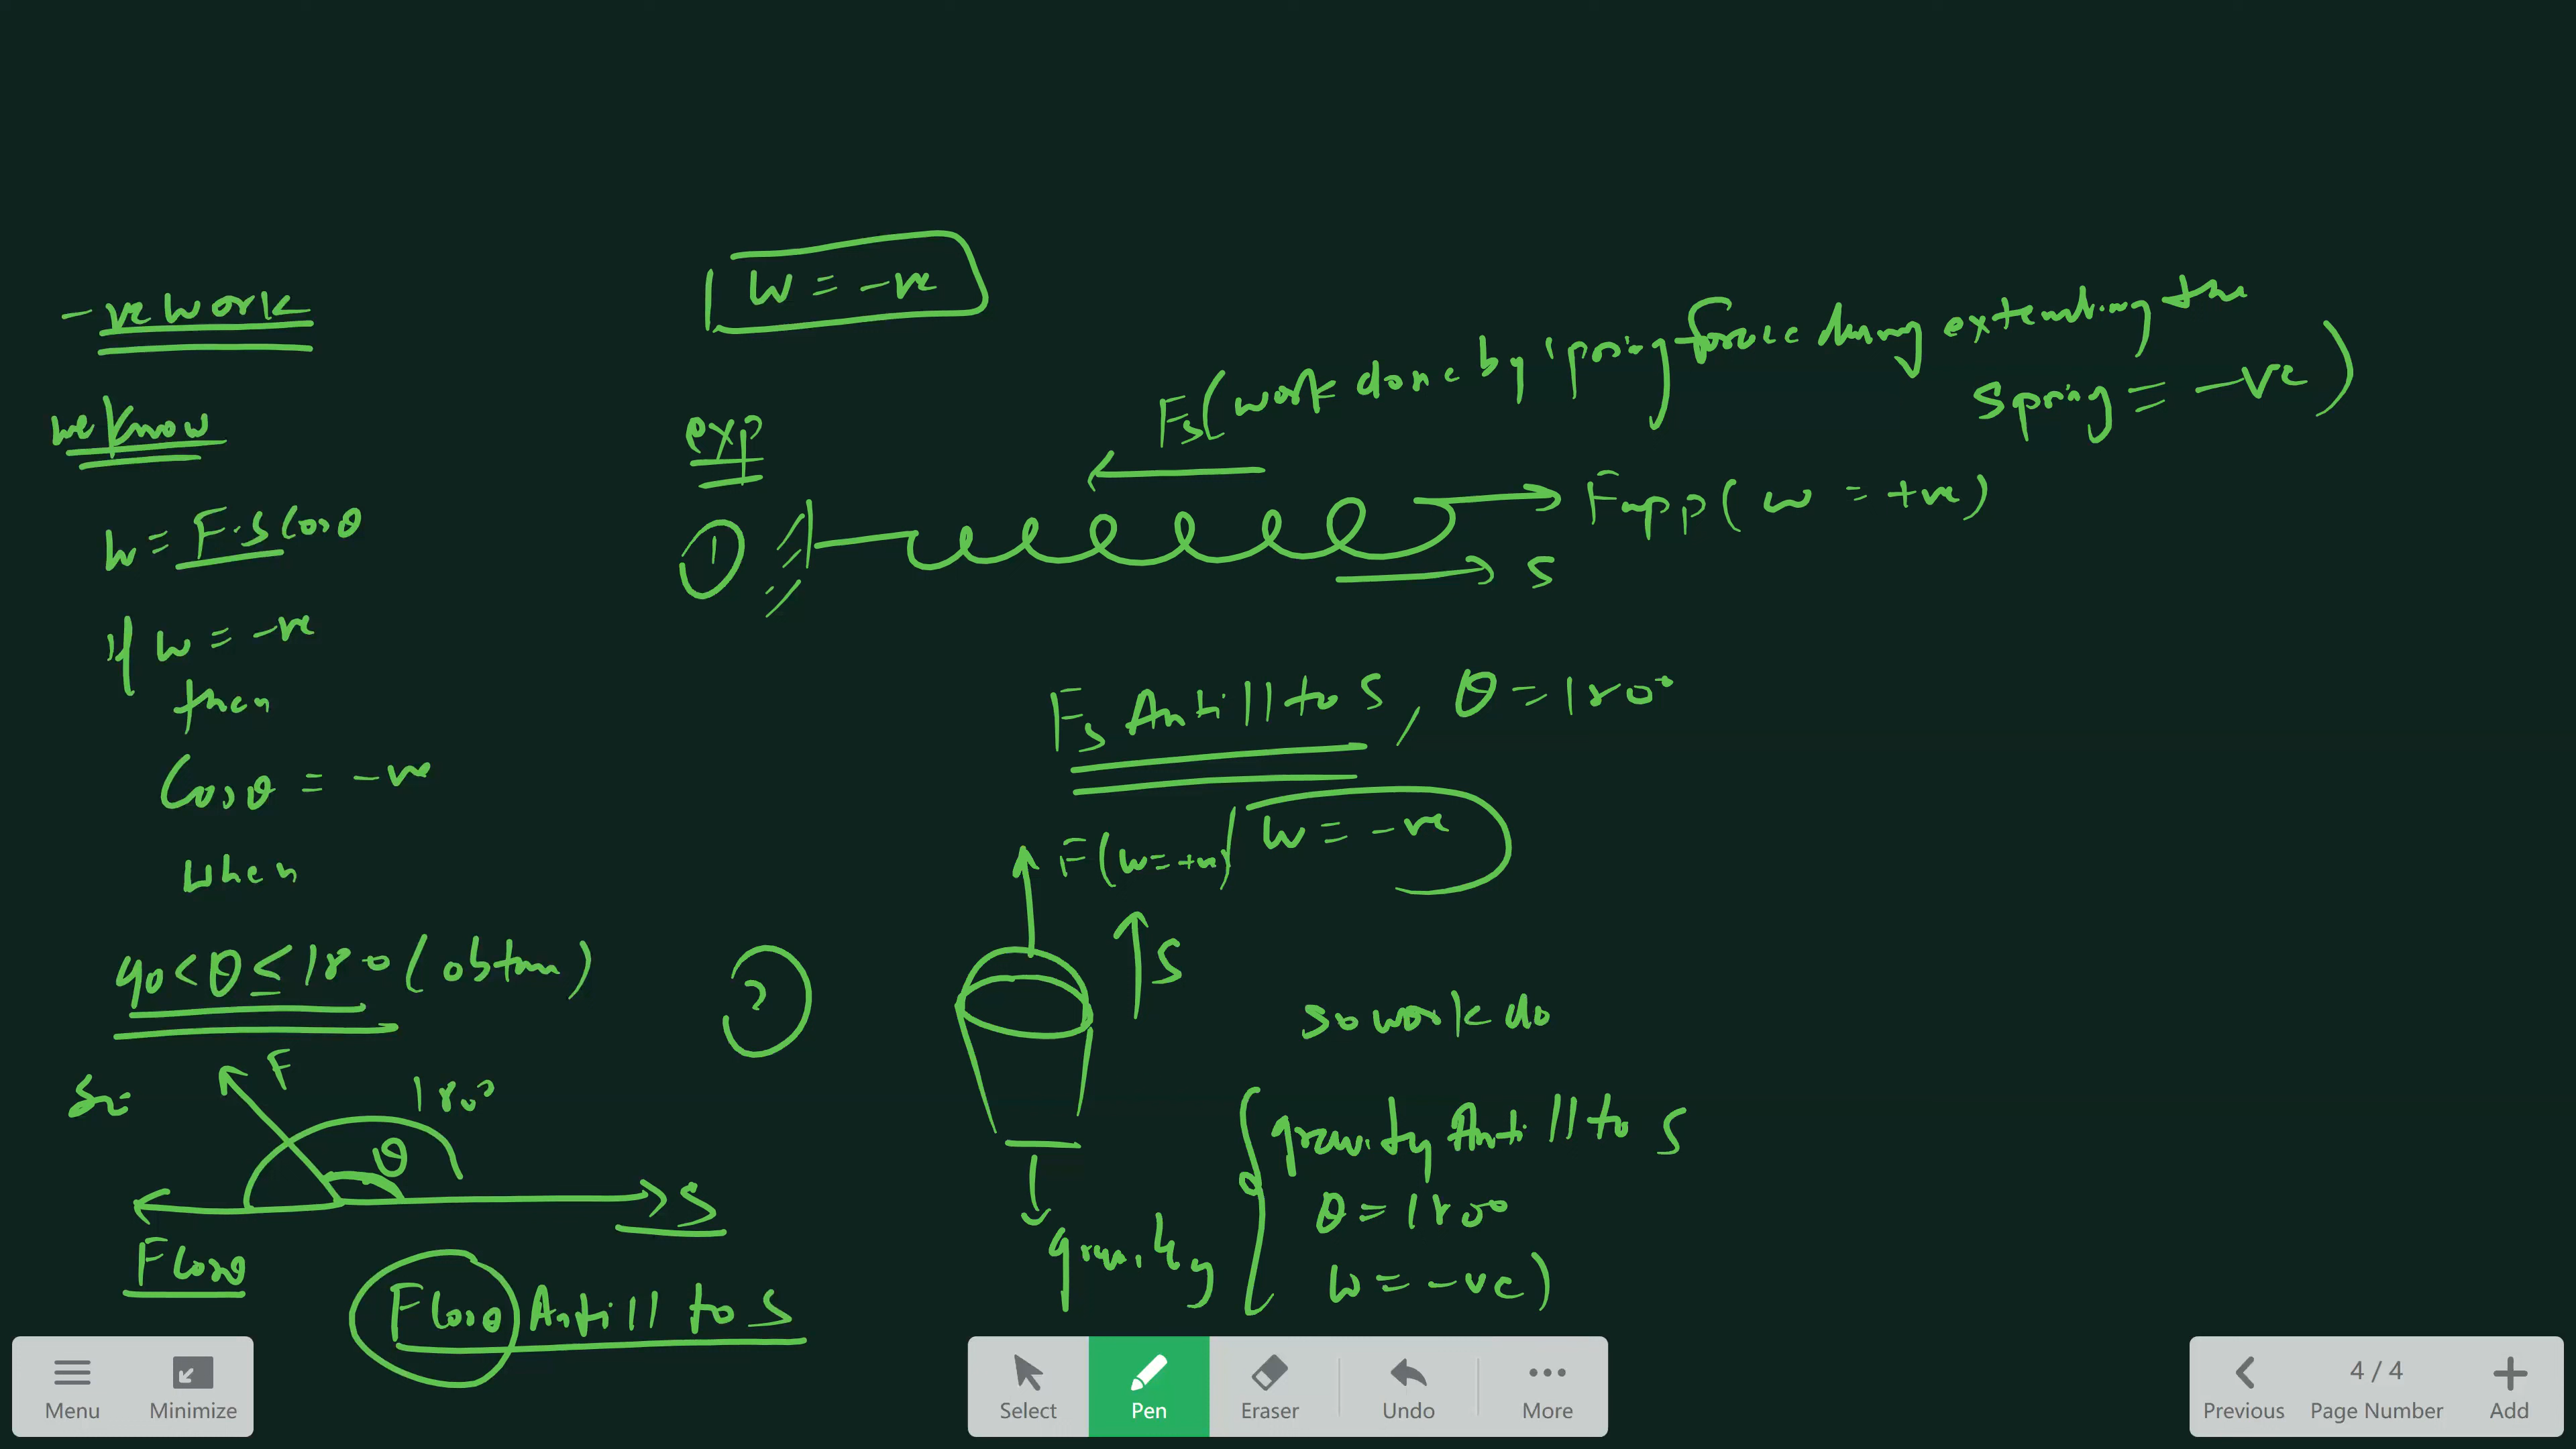 -ve work
we know
W = F.S Cosθ
If W = -ve
then
Cosθ = -ve
when
90 < θ ≤ 180 (obtuse)
So
F
180°
θ
S
F Cosθ
F Cosθ Anti || to S
W = -ve
exp
1
Fs (work done by spring force during extending the
spring = -ve)
Fapp (W = +ve)
S
Fs Anti || to S, θ = 180°
W = -ve
2
F (W = +ve)
S
so work do
gravity
gravity Anti || to S
θ = 180°
W = -ve)
Menu
Minimize
Select
Pen
Eraser
Undo
More
Previous
4 / 4
Page Number
Add